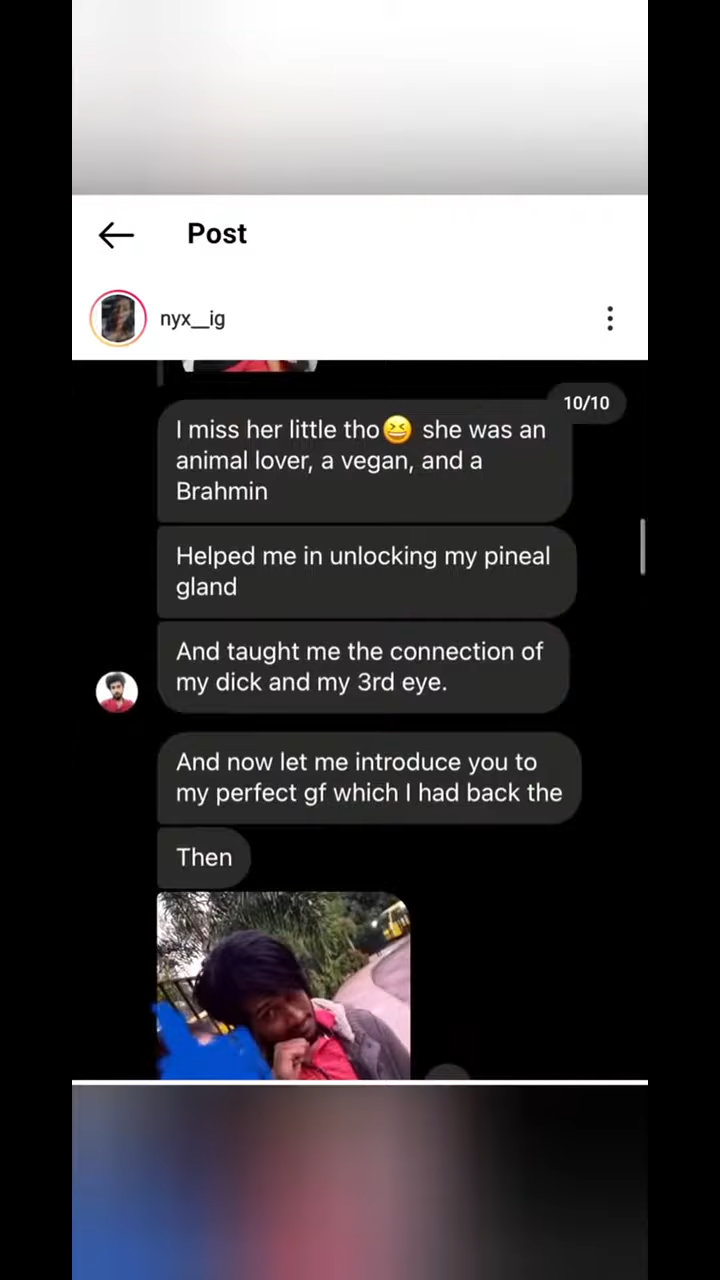 Post
nyx__ig
10/10
I miss her little tho😆 she was an
animal lover, a vegan, and a
Brahmin
Helped me in unlocking my pineal
gland
And taught me the connection of
my dick and my 3rd eye.
And now let me introduce you to
my perfect gf which I had back the
Then